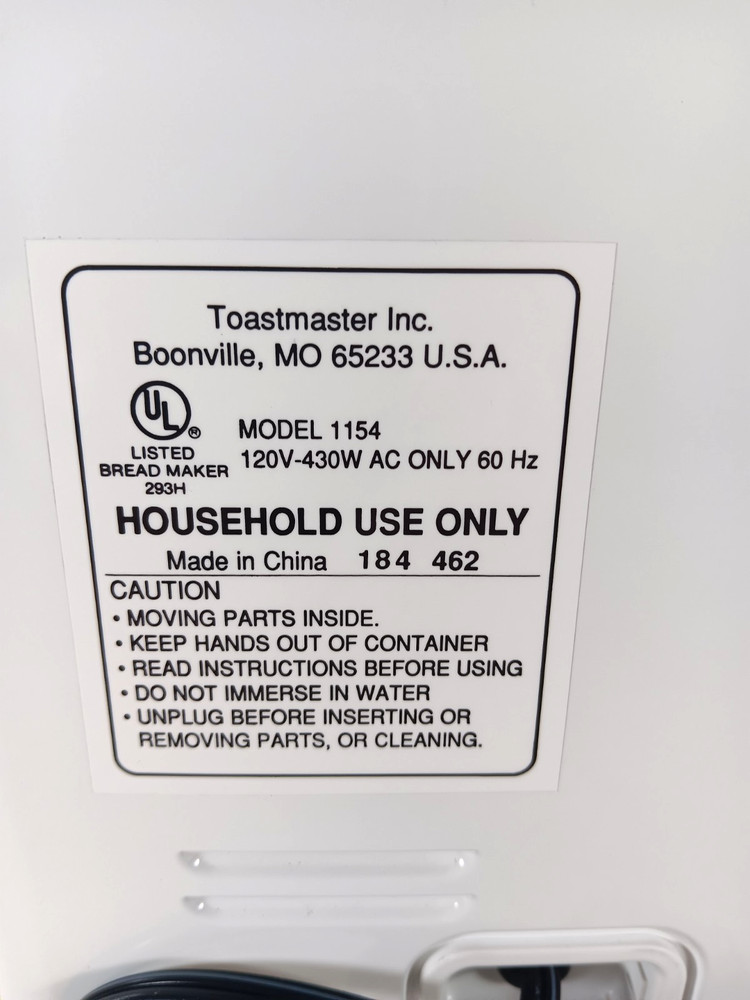 Toastmaster Inc.
Boonville, MO 65233 U.S.A.
UL®
LISTED
BREAD MAKER
293H
MODEL 1154
120V-430W AC ONLY 60 Hz
HOUSEHOLD USE ONLY
Made in China 184 462
CAUTION
• MOVING PARTS INSIDE.
• KEEP HANDS OUT OF CONTAINER
• READ INSTRUCTIONS BEFORE USING
• DO NOT IMMERSE IN WATER
• UNPLUG BEFORE INSERTING OR
REMOVING PARTS, OR CLEANING.